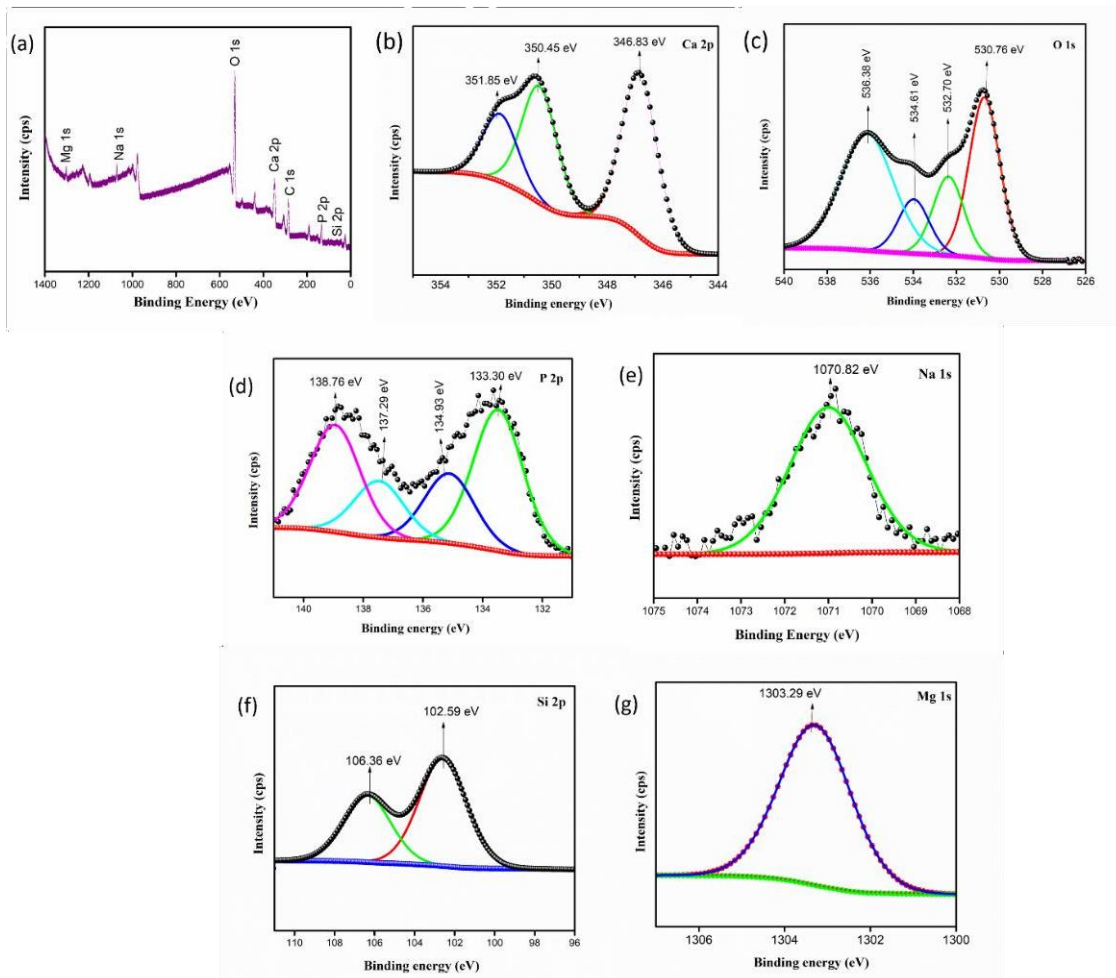 (a)
Mg 1s
Na 1s
O 1s
Ca 2p
C 1s
P 2p
Si 2p
Intensity (cps)
1400 1200 1000 800 600 400 200 0
Binding Energy (eV)
(b)
351.85 eV
350.45 eV
346.83 eV
Ca 2p
Intensity (cps)
354 352 350 348 346 344
Binding energy (eV)
(c)
536.38 eV
534.61 eV
532.70 eV
530.76 eV
O 1s
Intensity (cps)
540 538 536 534 532 530 528 526
Binding energy (eV)
(d)
138.76 eV
137.29 eV
134.93 eV
133.30 eV
P 2p
Intensity (cps)
140 139 138 137 136 135 134 133 132
Binding energy (eV)
(e)
1070.82 eV
Na 1s
Intensity (cps)
1075 1074 1073 1072 1071 1070 1069 1068
Binding Energy (eV)
(f)
106.36 eV
102.59 eV
Si 2p
Intensity (cps)
110 108 106 104 102 100 98 96
Binding energy (eV)
(g)
1303.29 eV
Mg 1s
Intensity (cps)
1306 1304 1302 1300
Binding energy (eV)